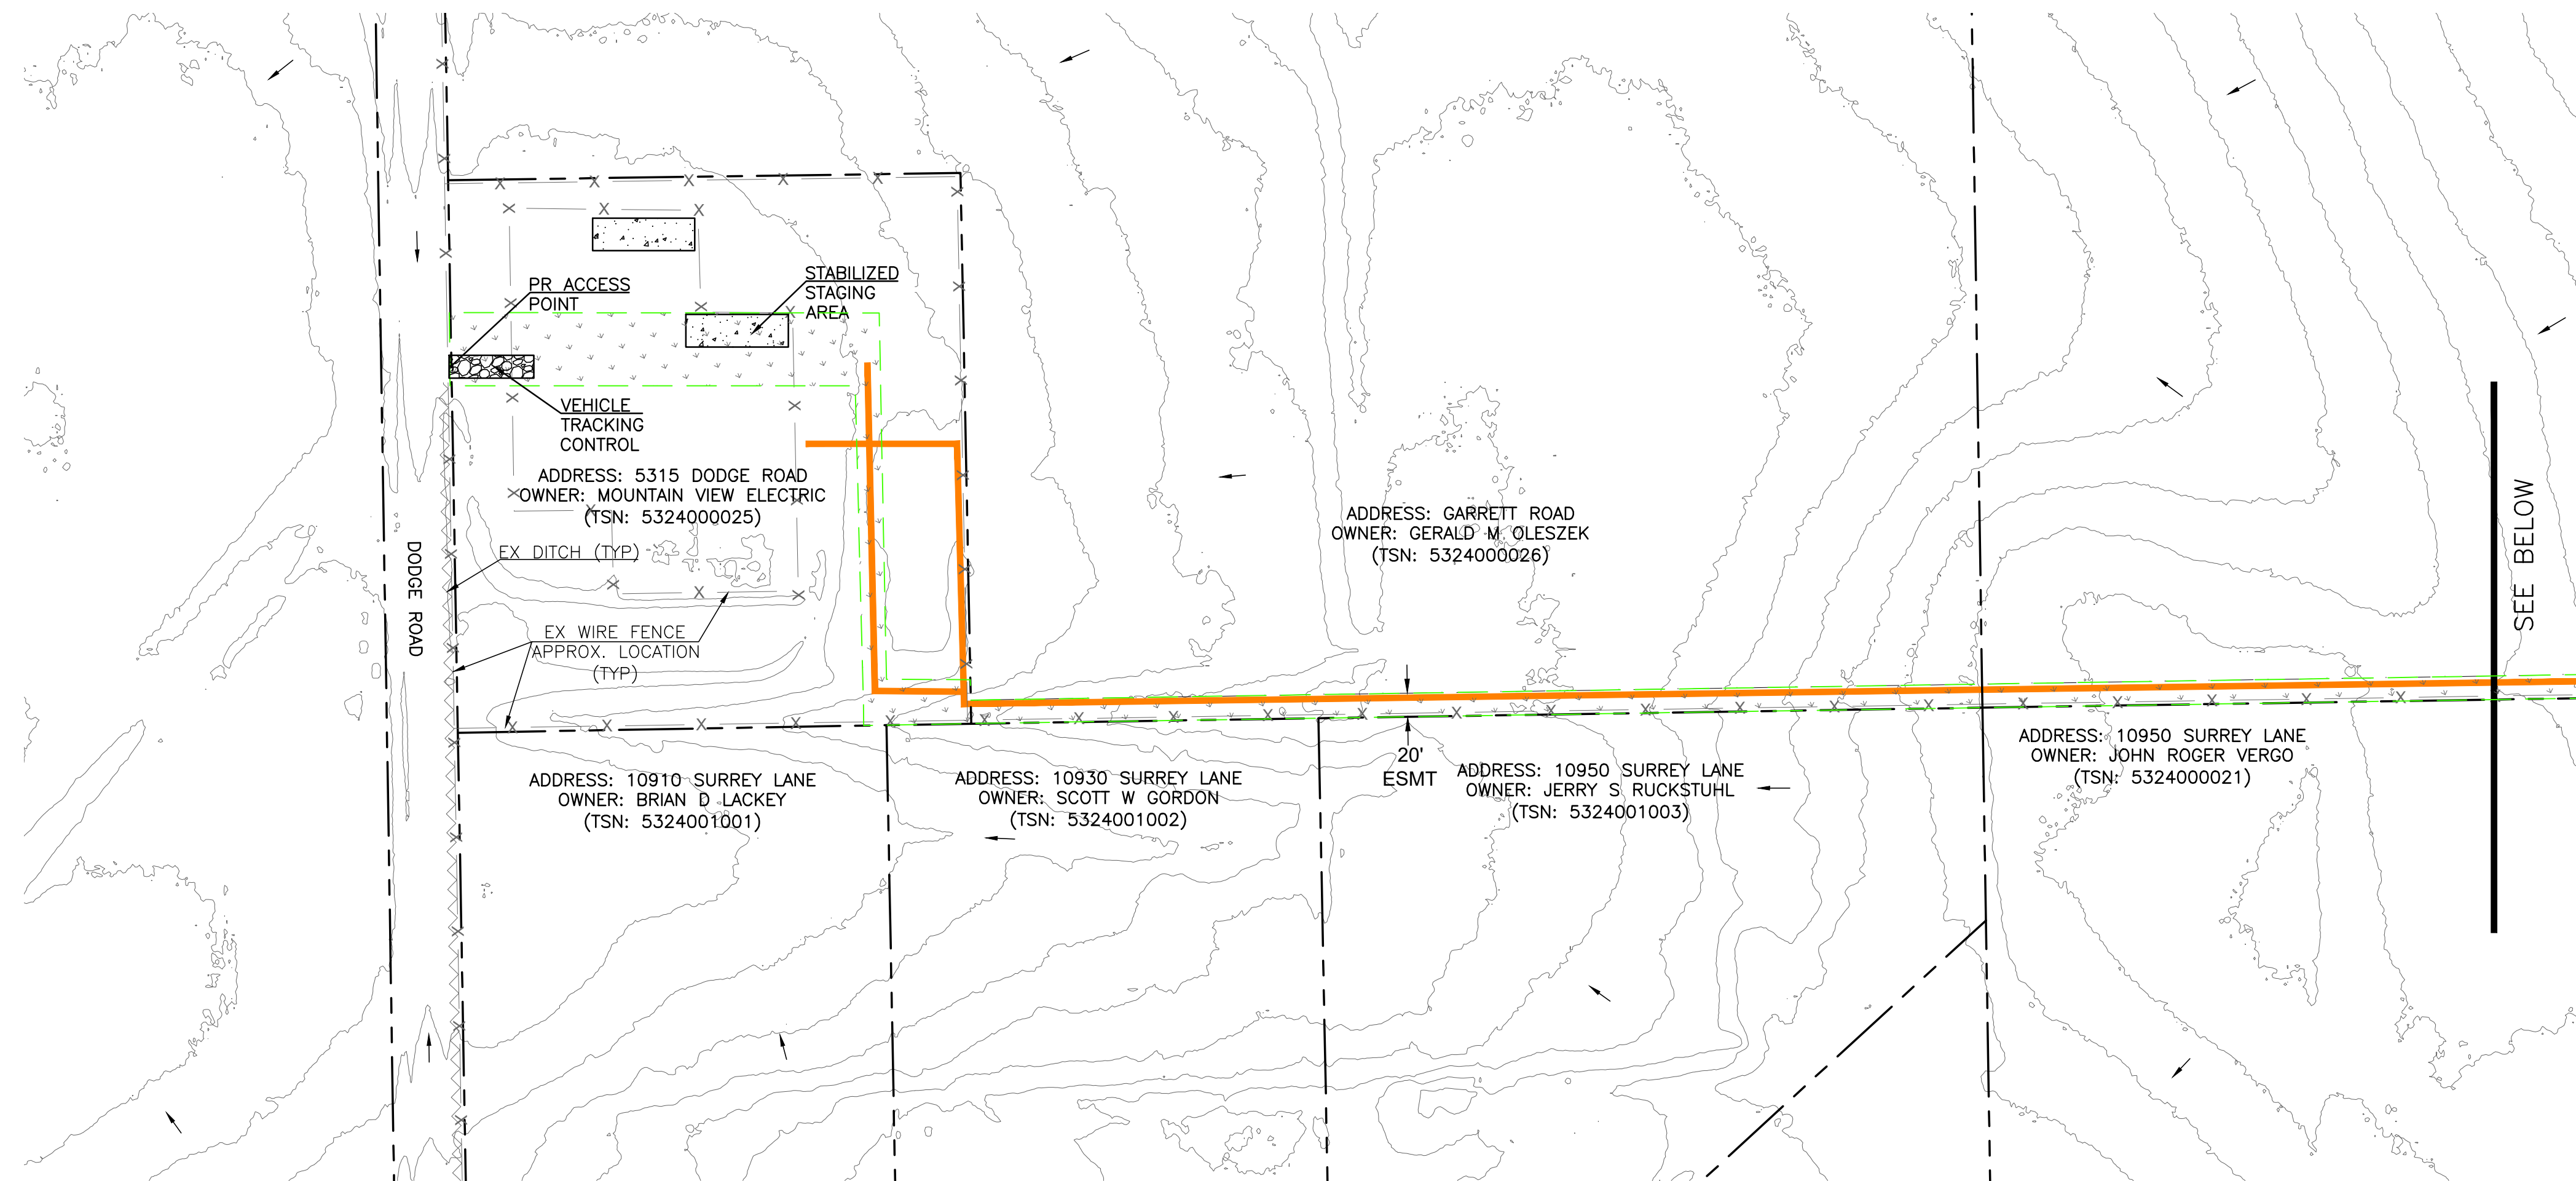 PR ACCESS
POINT
STABILIZED
STAGING
AREA
VEHICLE
TRACKING
CONTROL
ADDRESS: 5315 DODGE ROAD
OWNER: MOUNTAIN VIEW ELECTRIC
(TSN: 5324000025)
EX DITCH (TYP)
DODGE ROAD
EX WIRE FENCE
APPROX. LOCATION
(TYP)
ADDRESS: GARRETT ROAD
OWNER: GERALD M OLESZEK
(TSN: 5324000026)
SEE BELOW
20'
ESMT
ADDRESS: 10910 SURREY LANE
OWNER: BRIAN D LACKEY
(TSN: 5324001001)
ADDRESS: 10930 SURREY LANE
OWNER: SCOTT W GORDON
(TSN: 5324001002)
ADDRESS: 10950 SURREY LANE
OWNER: JERRY S RUCKSTUHL
(TSN: 5324001003)
ADDRESS: 10950 SURREY LANE
OWNER: JOHN ROGER VERGO
(TSN: 5324000021)